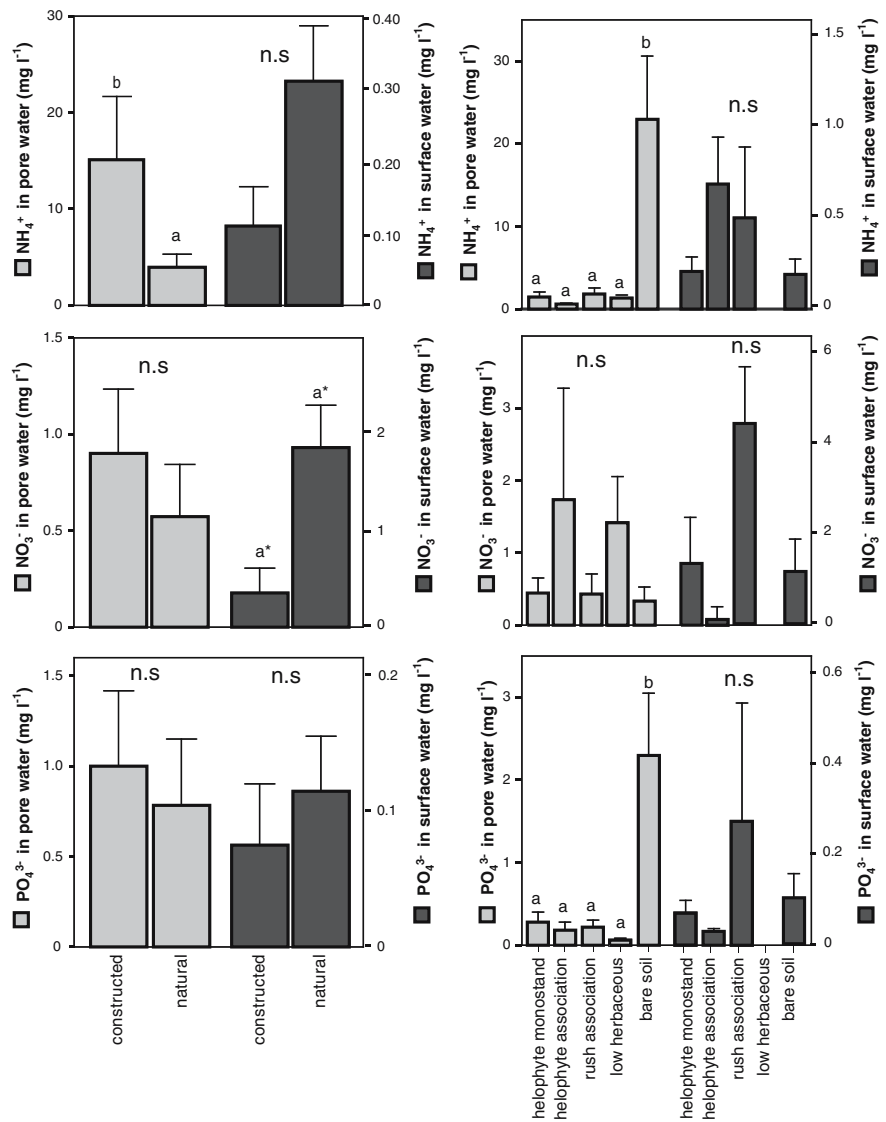 NH₄⁺ in pore water (mg l⁻¹)
30
20
10
0
b
a
n.s
0.40
0.30
0.20
0.10
0
NH₄⁺ in surface water (mg l⁻¹)
NH₄⁺ in pore water (mg l⁻¹)
30
20
10
0
a
a
a
a
b
n.s
1.5
1.0
0.5
0
NH₄⁺ in surface water (mg l⁻¹)
NO₃⁻ in pore water (mg l⁻¹)
1.5
1.0
0.5
0
n.s
a*
a*
2
1
0
NO₃⁻ in surface water (mg l⁻¹)
NO₃⁻ in pore water (mg l⁻¹)
3
2
1
0
n.s
n.s
6
4
2
0
NO₃⁻ in surface water (mg l⁻¹)
PO₄³⁻ in pore water (mg l⁻¹)
1.5
1.0
0.5
0
n.s
n.s
0.2
0.1
0
PO₄³⁻ in surface water (mg l⁻¹)
constructed
natural
constructed
natural
PO₄³⁻ in pore water (mg l⁻¹)
3
2
1
0
a
a
a
a
b
n.s
0.6
0.4
0.2
0
PO₄³⁻ in surface water (mg l⁻¹)
helophyte monostand
helophyte association
rush association
low herbaceous
bare soil
helophyte monostand
helophyte association
rush association
low herbaceous
bare soil